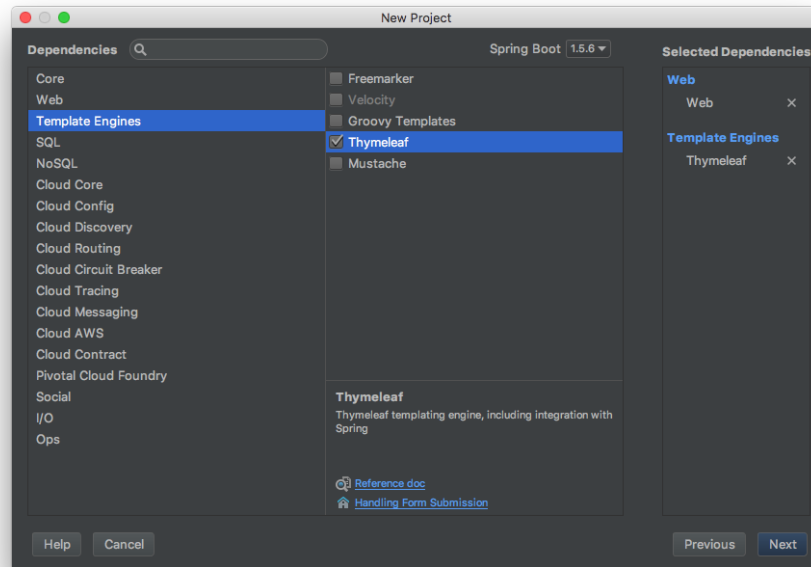 New Project
Dependencies
Spring Boot 1.5.6
Selected Dependencies
Core
Web
Template Engines
SQL
NoSQL
Cloud Core
Cloud Config
Cloud Discovery
Cloud Routing
Cloud Circuit Breaker
Cloud Tracing
Cloud Messaging
Cloud AWS
Cloud Contract
Pivotal Cloud Foundry
Social
I/O
Ops
Freemarker
Velocity
Groovy Templates
Thymeleaf
Mustache
Thymeleaf
Thymeleaf templating engine, including integration with
Spring
Reference doc
Handling Form Submission
Web
Web
Template Engines
Thymeleaf
Help
Cancel
Previous
Next